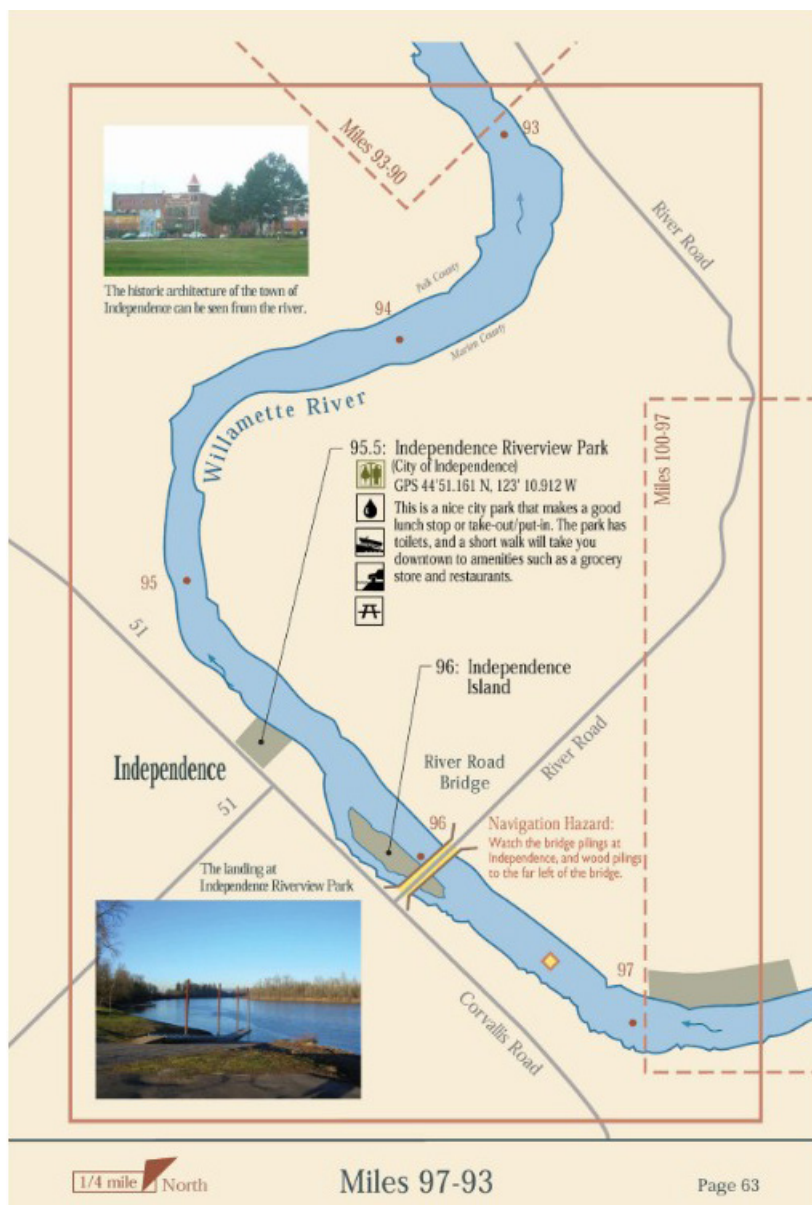 Miles 93-90
93
River Road
The historic architecture of the town of
Independence can be seen from the river.
Polk County
94
Marion County
Willamette River
Miles 100-97
95.5: Independence Riverview Park
(City of Independence)
GPS 44'51.161 N, 123' 10.912 W
This is a nice city park that makes a good
lunch stop or take-out/put-in. The park has
toilets, and a short walk will take you
downtown to amenities such as a grocery
store and restaurants.
95
51
96: Independence
Island
River Road
Bridge
River Road
Independence
51
96
Navigation Hazard:
Watch the bridge pilings at
Independence, and wood pilings
to the far left of the bridge.
The landing at
Independence Riverview Park
97
Corvallis Road
1/4 mile North
Miles 97-93
Page 63